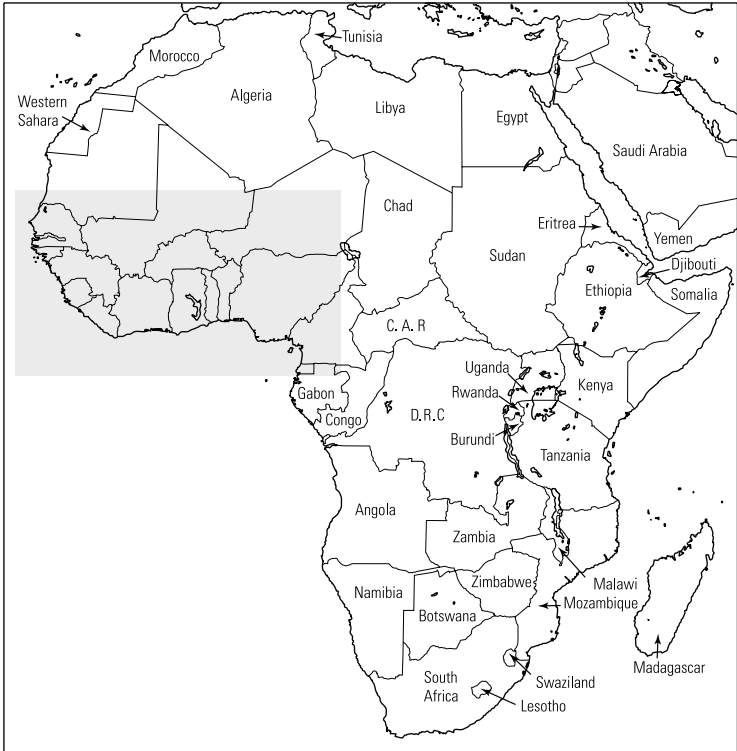 Tunisia
Morocco
Algeria
Libya
Egypt
Western
Sahara
Saudi Arabia
Chad
Sudan
Eritrea
Yemen
Djibouti
Ethiopia
Somalia
C. A. R
Uganda
Rwanda
Kenya
Gabon
Congo
D.R.C
Burundi
Tanzania
Angola
Zambia
Malawi
Zimbabwe
Namibia
Mozambique
Botswana
Madagascar
South
Africa
Swaziland
Lesotho